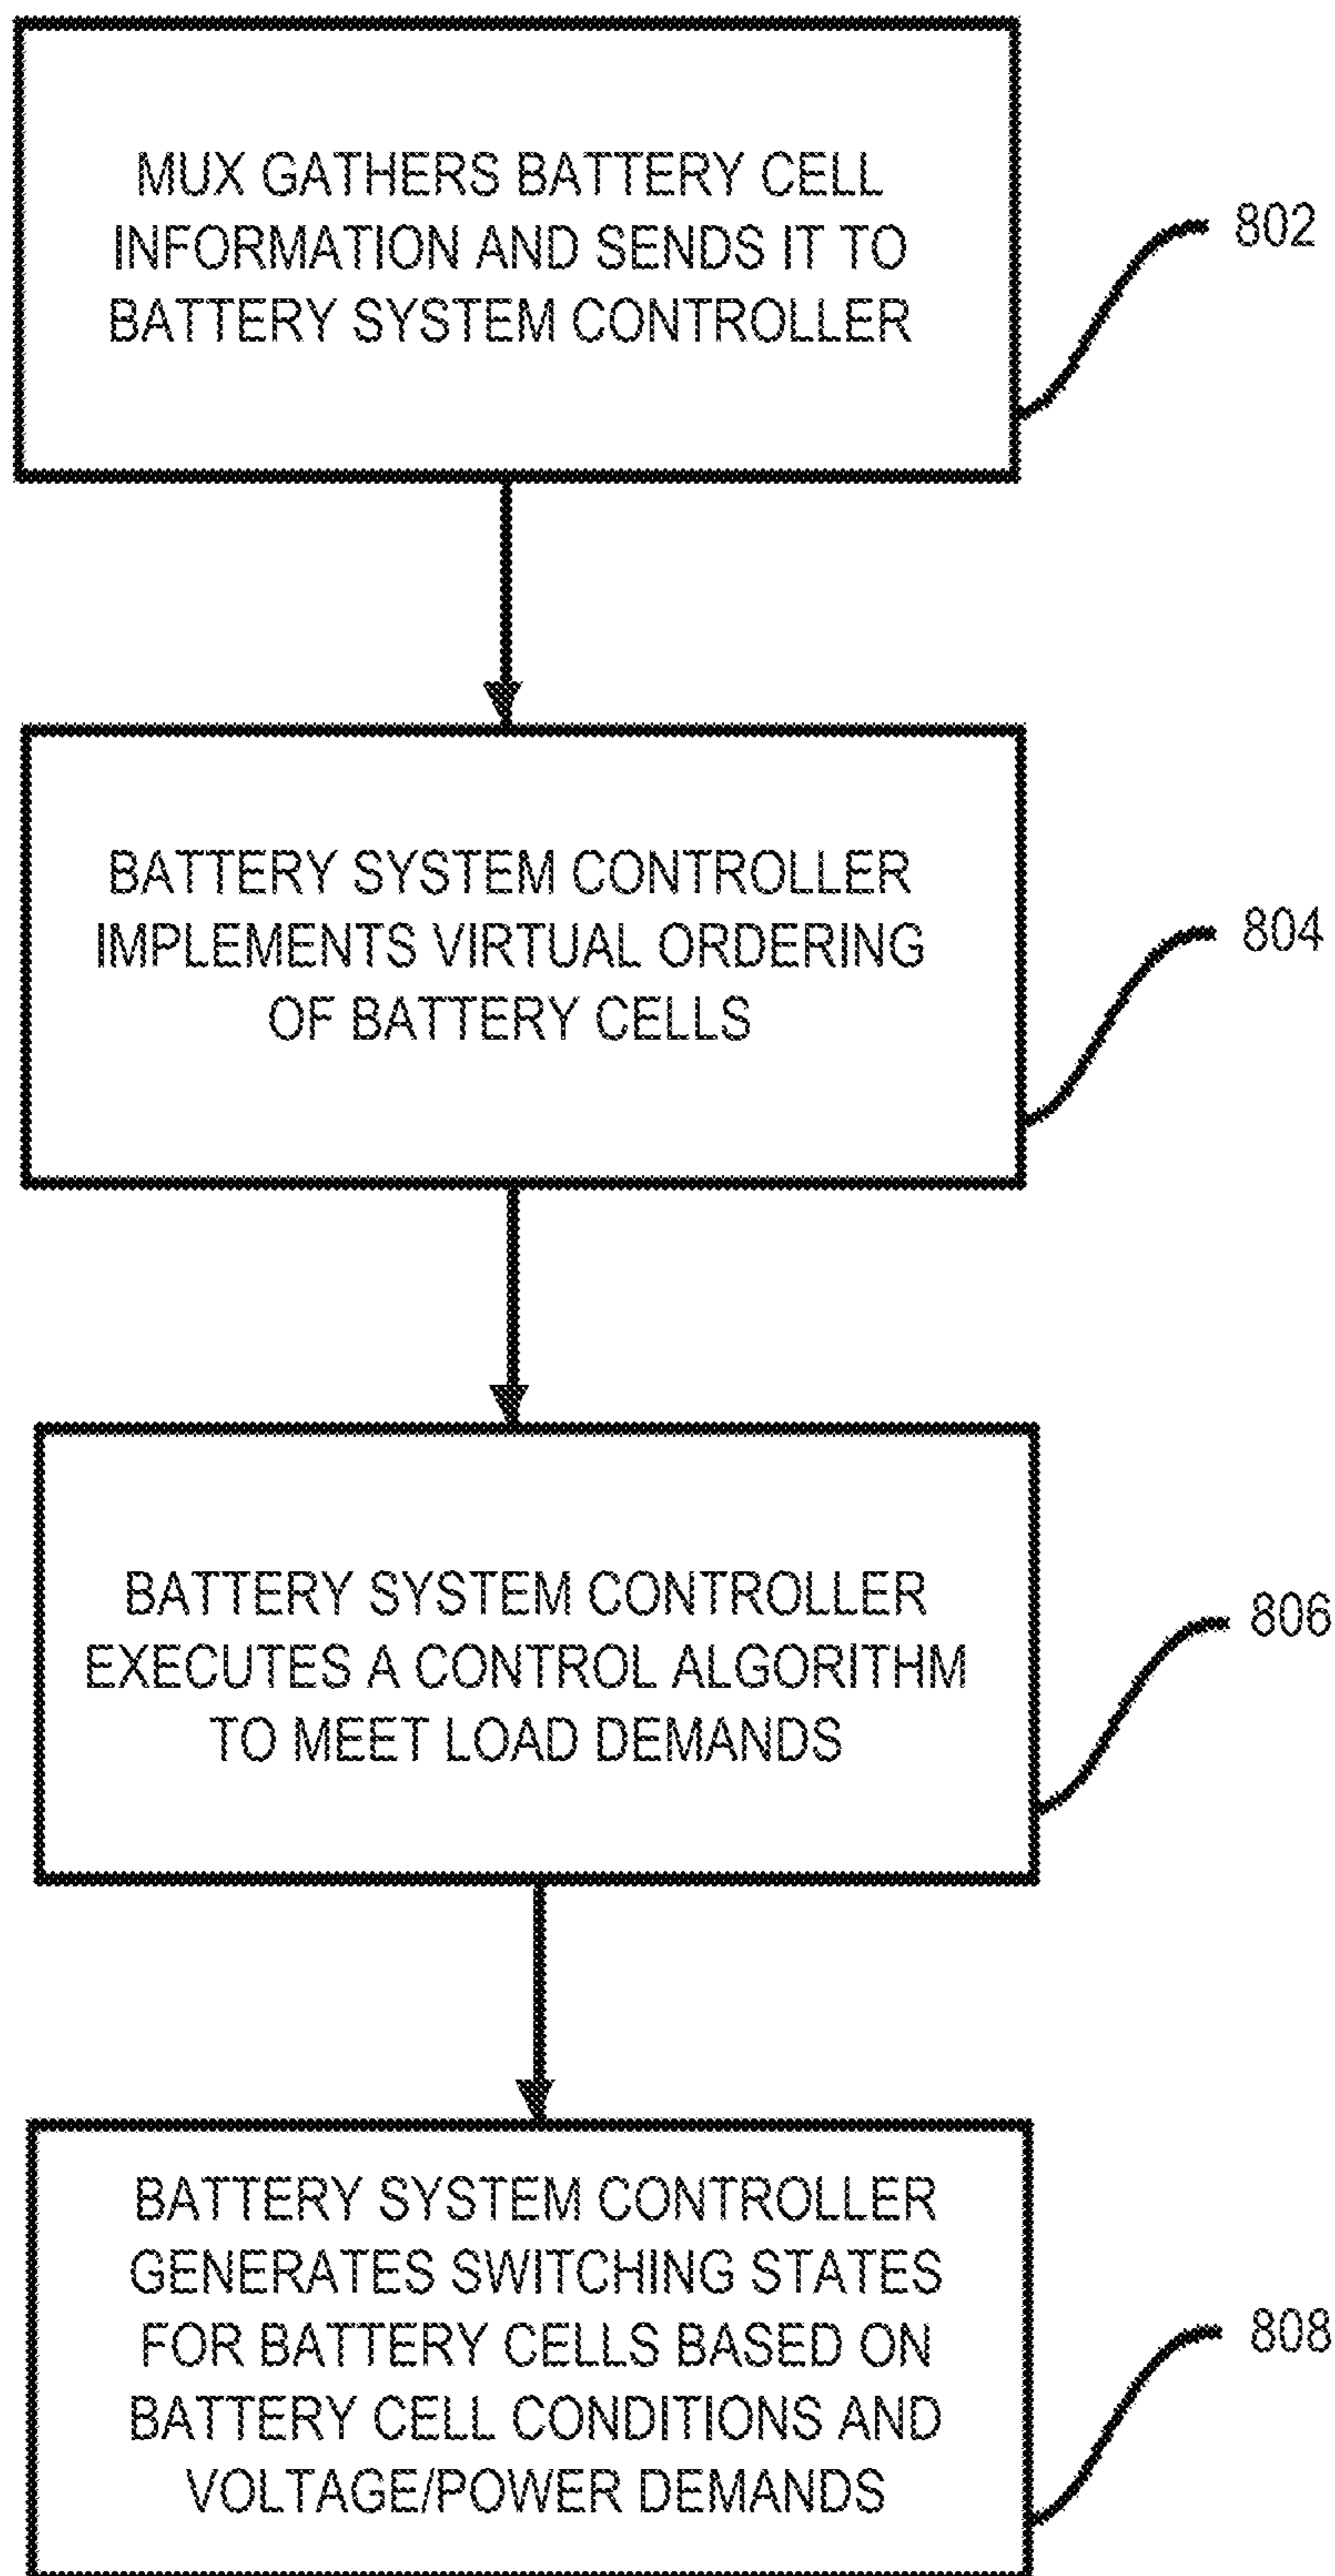 MUX GATHERS BATTERY CELL
INFORMATION AND SENDS IT TO
BATTERY SYSTEM CONTROLLER
802
BATTERY SYSTEM CONTROLLER
IMPLEMENTS VIRTUAL ORDERING
OF BATTERY CELLS
804
BATTERY SYSTEM CONTROLLER
EXECUTES A CONTROL ALGORITHM
TO MEET LOAD DEMANDS
806
BATTERY SYSTEM CONTROLLER
GENERATES SWITCHING STATES
FOR BATTERY CELLS BASED ON
BATTERY CELL CONDITIONS AND
VOLTAGE/POWER DEMANDS
808